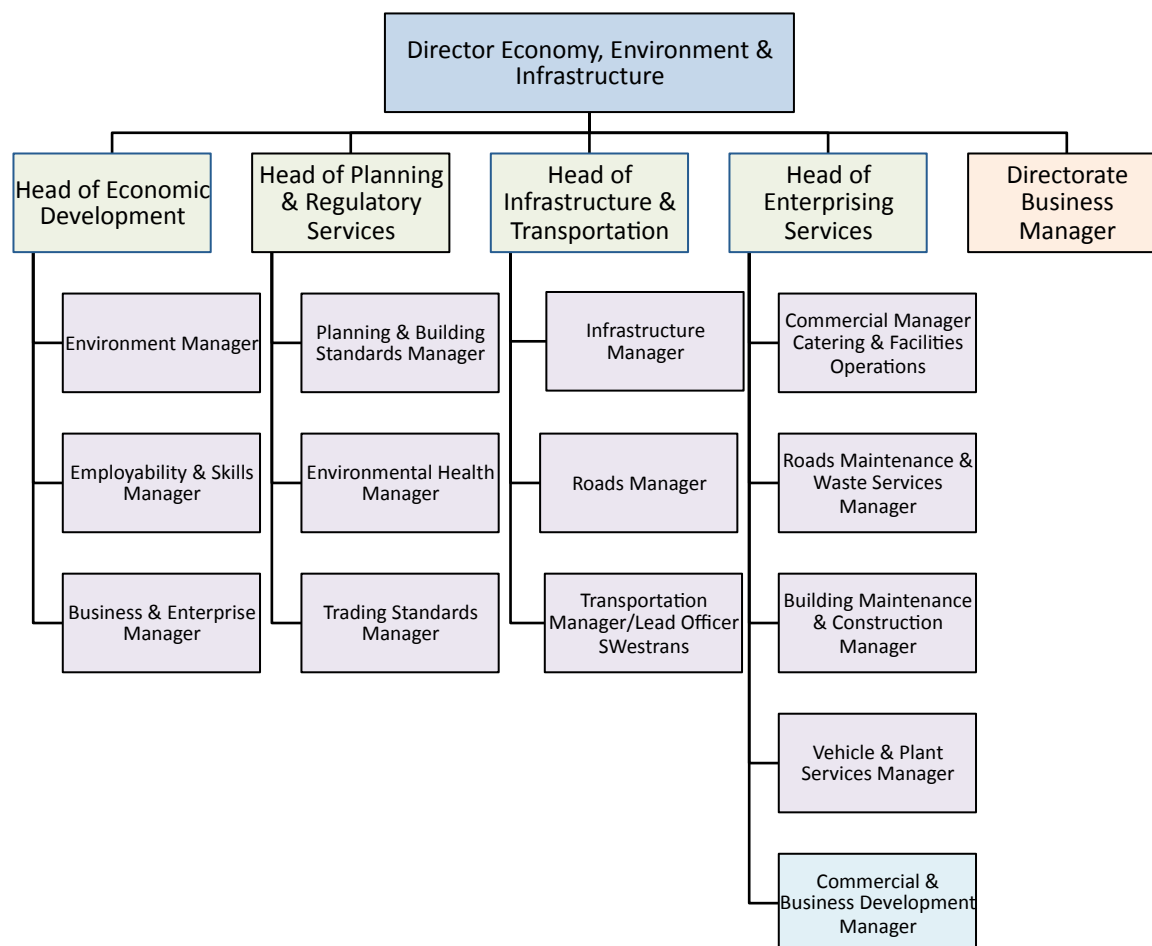 Director Economy, Environment &
Infrastructure
Head of Economic
Development
Head of Planning
& Regulatory
Services
Head of
Infrastructure &
Transportation
Head of
Enterprising
Services
Directorate
Business
Manager
Environment Manager
Planning & Building
Standards Manager
Infrastructure
Manager
Commercial Manager
Catering & Facilities
Operations
Employability & Skills
Manager
Environmental Health
Manager
Roads Manager
Roads Maintenance &
Waste Services
Manager
Business & Enterprise
Manager
Trading Standards
Manager
Transportation
Manager/Lead Officer
SWestrans
Building Maintenance
& Construction
Manager
Vehicle & Plant
Services Manager
Commercial &
Business Development
Manager